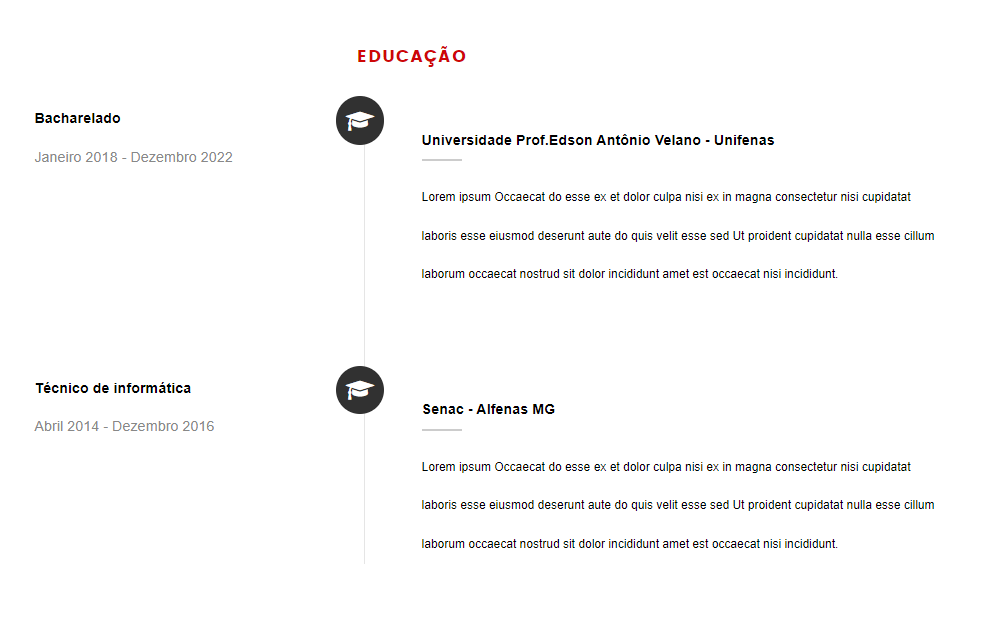 EDUCAÇÃO
Bacharelado
Janeiro 2018 - Dezembro 2022
Universidade Prof.Edson Antônio Velano - Unifenas
Lorem ipsum Occaecat do esse ex et dolor culpa nisi ex in magna consectetur nisi cupidatat
laboris esse eiusmod deserunt aute do quis velit esse sed Ut proident cupidatat nulla esse cillum
laborum occaecat nostrud sit dolor incididunt amet est occaecat nisi incididunt.
Técnico de informática
Abril 2014 - Dezembro 2016
Senac - Alfenas MG
Lorem ipsum Occaecat do esse ex et dolor culpa nisi ex in magna consectetur nisi cupidatat
laboris esse eiusmod deserunt aute do quis velit esse sed Ut proident cupidatat nulla esse cillum
laborum occaecat nostrud sit dolor incididunt amet est occaecat nisi incididunt.